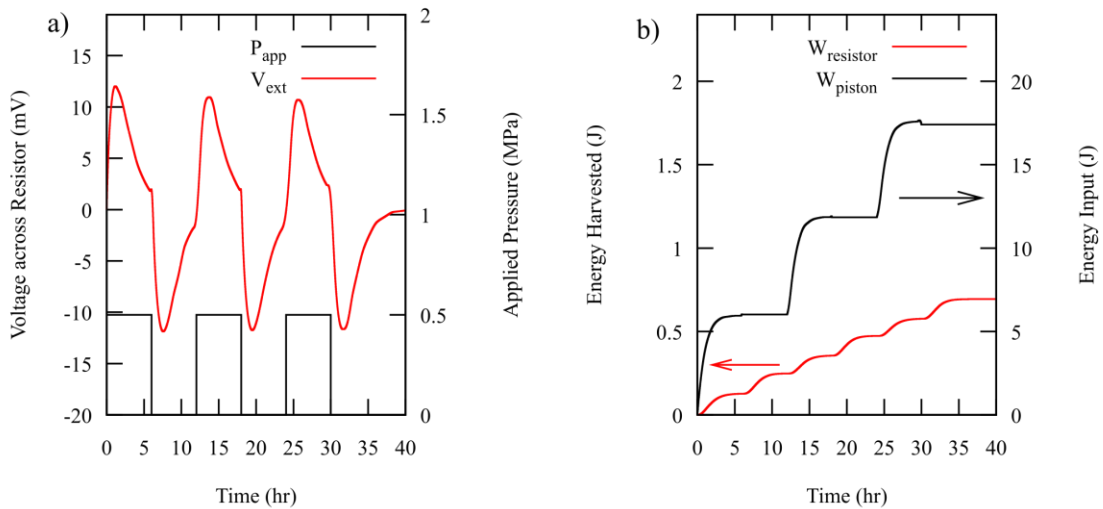 a)
P_app
V_ext
Voltage across Resistor (mV)
15
10
5
0
-5
-10
-15
-20
0 5 10 15 20 25 30 35 40
Time (hr)
2
1.5
1
0.5
0
Applied Pressure (MPa)
b)
W_resistor
W_piston
Energy Harvested (J)
2
1.5
1
0.5
0
0 5 10 15 20 25 30 35 40
Time (hr)
20
15
10
5
0
Energy Input (J)